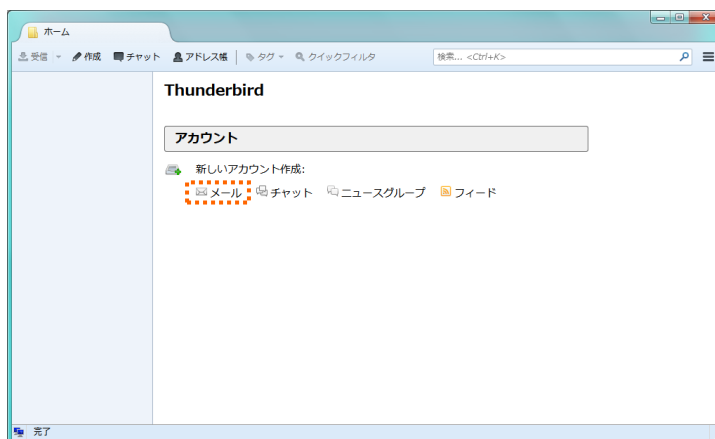 ホーム
受信 作成 チャット アドレス帳 タグ クイックフィルタ 検索... <Ctrl+K>
Thunderbird
アカウント
新しいアカウント作成:
メール チャット ニュースグループ フィード
完了